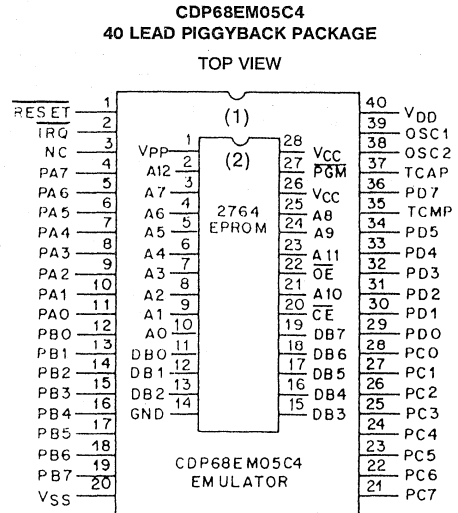 CDP68EM05C4
40 LEAD PIGGYBACK PACKAGE
TOP VIEW
RESET 1
IRQ 2
NC 3
PA7 4
PA6 5
PA5 6
PA4 7
PA3 8
PA2 9
PA1 10
PA0 11
PB0 12
PB1 13
PB2 14
PB3 15
PB4 16
PB5 17
PB6 18
PB7 19
VSS 20
(1)
VPP 1
A12 2
A7 3
A6 4
A5 5
A4 6
A3 7
A2 8
A1 9
A0 10
DB0 11
DB1 12
DB2 13
GND 14
(2)
2764
EPROM
28 VCC
27 PGM
26 VCC
25 A8
24 A9
23 A11
22 OE
21 A10
20 CE
19 DB7
18 DB6
17 DB5
16 DB4
15 DB3
CDP68EM05C4
EMULATOR
40 VDD
39 OSC1
38 OSC2
37 TCAP
36 PD7
35 TCMP
34 PD5
33 PD4
32 PD3
31 PD2
30 PD1
29 PD0
28 PC0
27 PC1
26 PC2
25 PC3
24 PC4
23 PC5
22 PC6
21 PC7